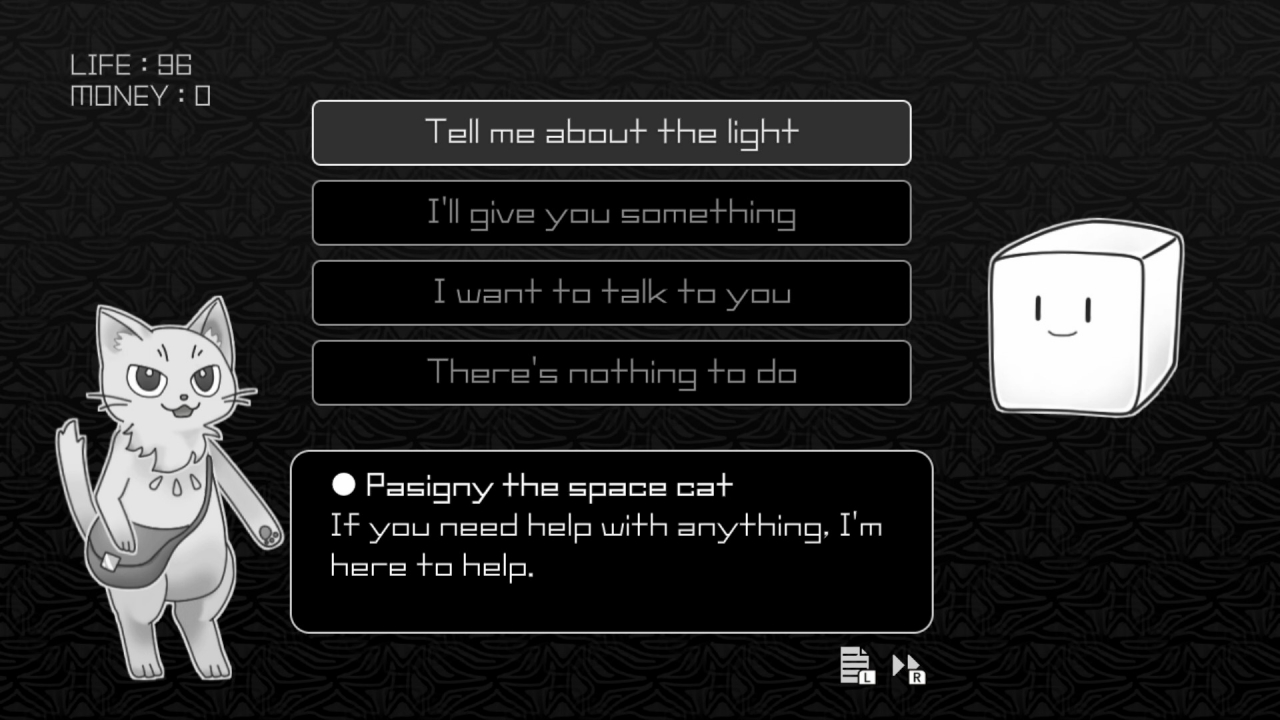 LIFE : 96
MONEY : 0
Tell me about the light
I'll give you something
I want to talk to you
There's nothing to do
● Pasigny the space cat
If you need help with anything, I'm
here to help.
L R